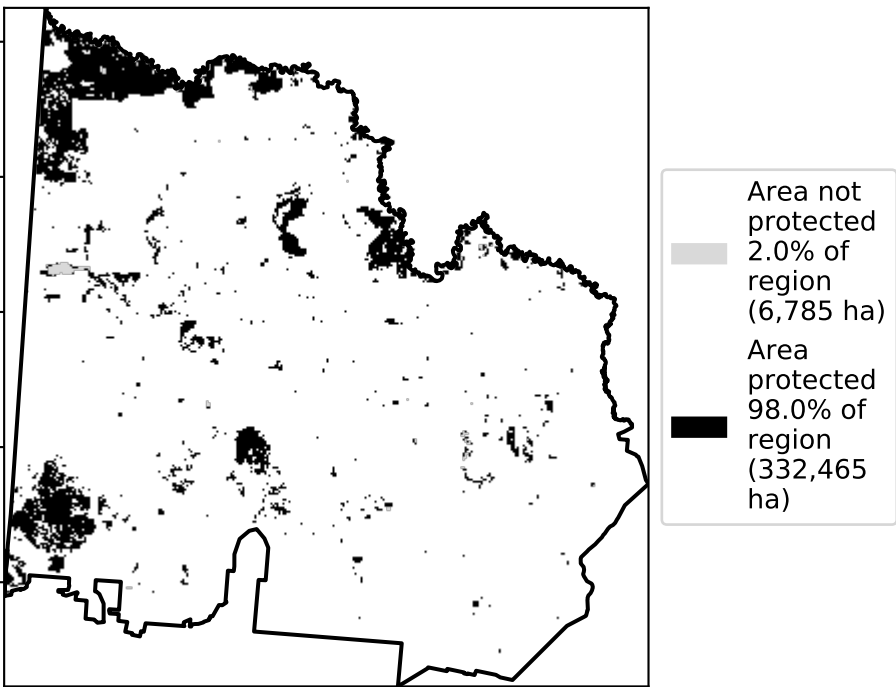 Area not
protected
2.0% of
region
(6,785 ha)
Area
protected
98.0% of
region
(332,465
ha)